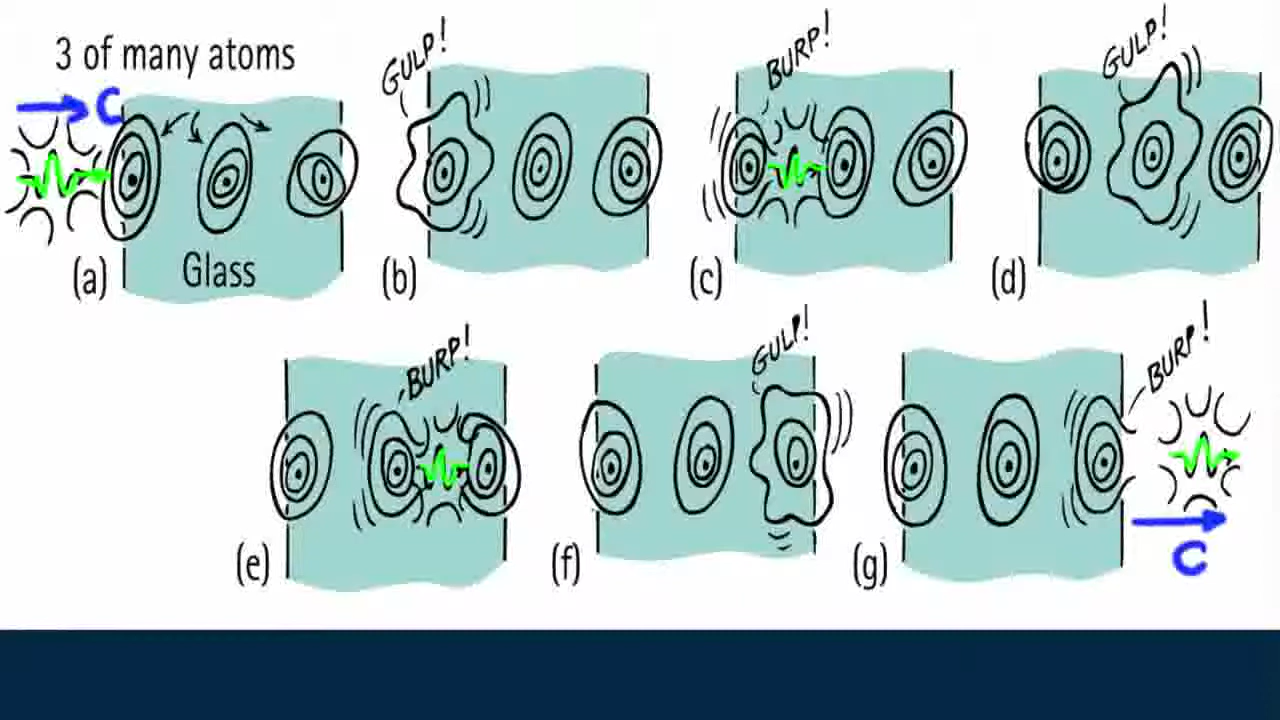 3 of many atoms
C
Glass
(a)
GULP!
(b)
BURP!
(c)
GULP!
(d)
BURP!
(e)
GULP!
(f)
BURP!
C
(g)